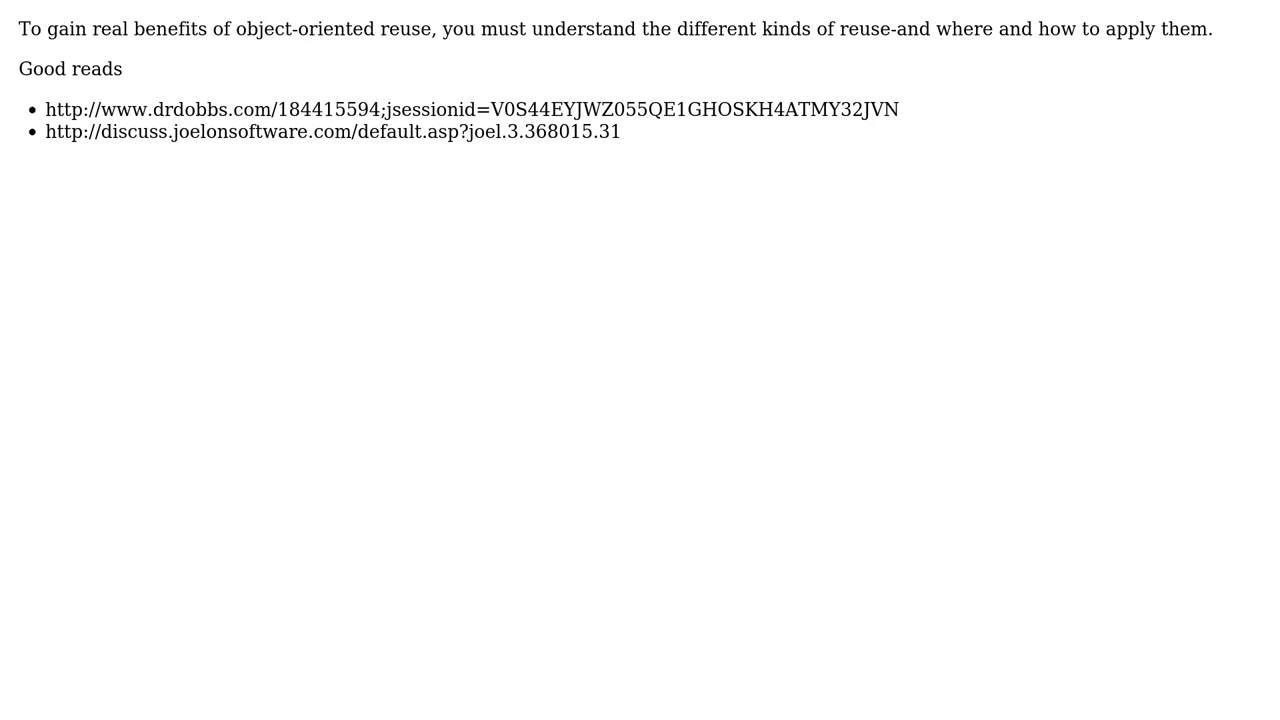 To gain real benefits of object-oriented reuse, you must understand the different kinds of reuse-and where and how to apply them.
Good reads
• http://www.drdobbs.com/184415594;jsessionid=V0S44EYJWZ055QE1GHOSKH4ATMY32JVN
• http://discuss.joelonsoftware.com/default.asp?joel.3.368015.31